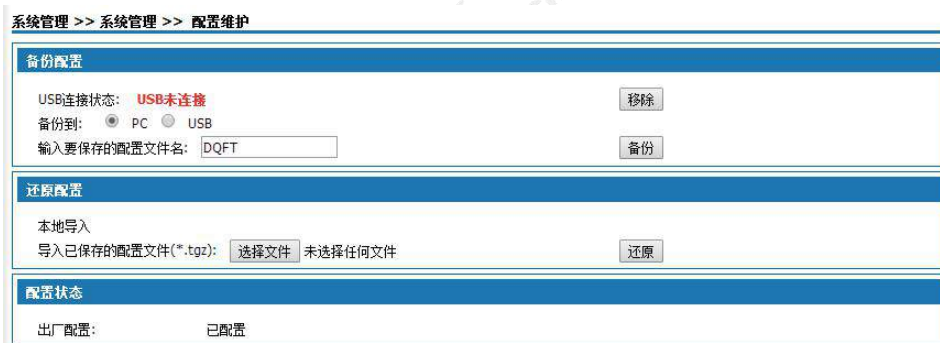 系统管理 >> 系统管理 >> 配置维护
备份配置
USB连接状态: USB未连接 移除
备份到: PC USB
输入要保存的配置文件名: DQFT 备份
还原配置
本地导入
导入已保存的配置文件(*.tgz): 选择文件 未选择任何文件 还原
配置状态
出厂配置: 已配置